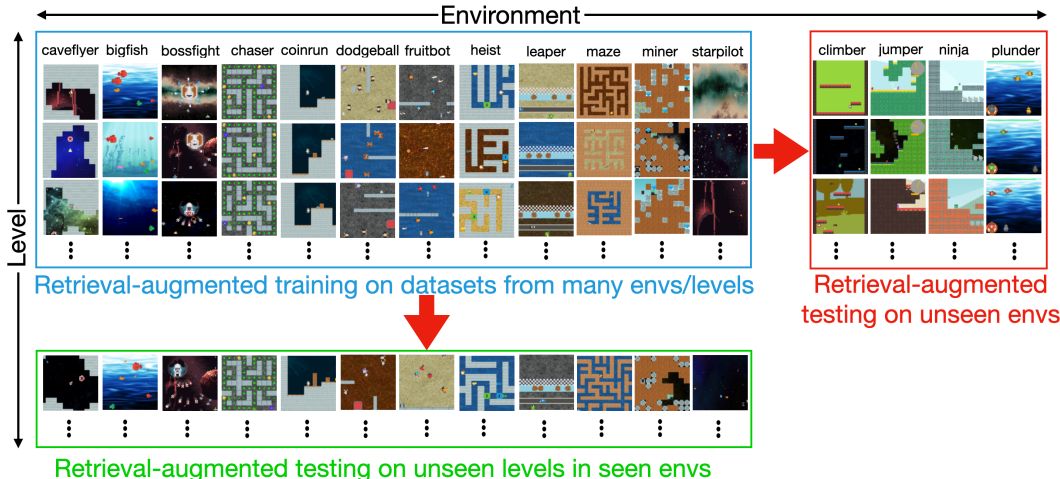 Environment
Level
caveflyer bigfish bossfight chaser coinrun dodgeball fruitbot heist leaper maze miner starpilot
climber jumper ninja plunder
Retrieval-augmented training on datasets from many envs/levels
Retrieval-augmented
testing on unseen envs
Retrieval-augmented testing on unseen levels in seen envs